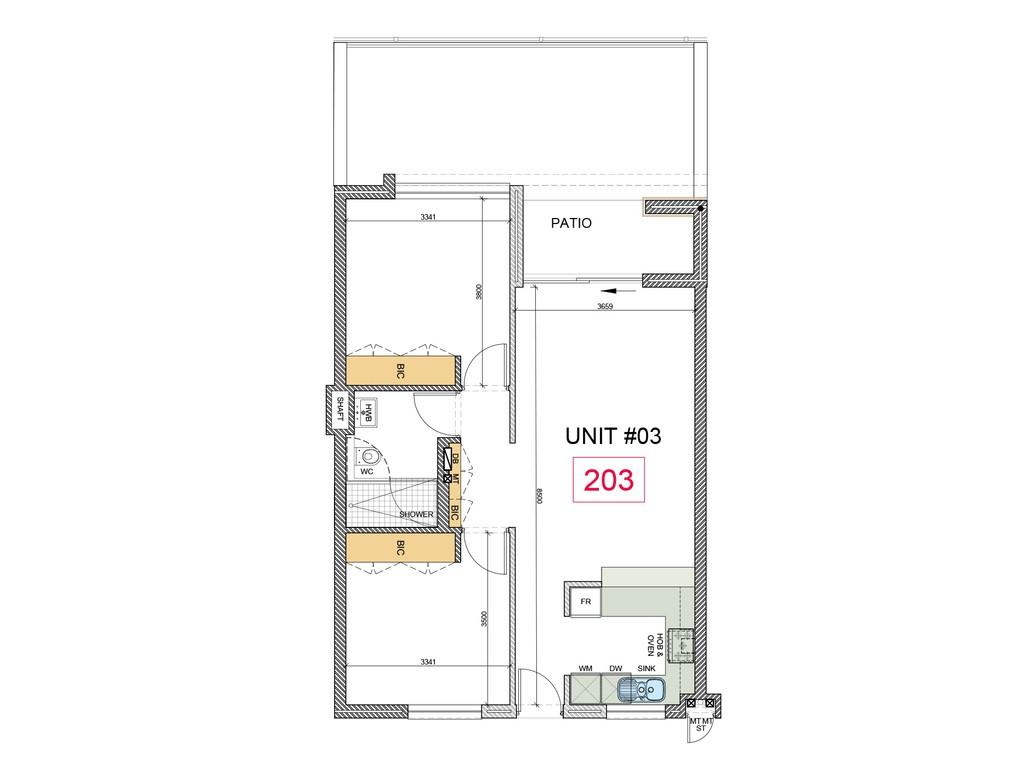 3341
PATIO
3800
3659
BIC
SHAFT
HWB
UNIT #03
203
WC
DB
MT
BIC
8500
SHOWER
BIC
3500
FR
HOB &
OVEN
3341
WM
DW
SINK
MT MT
ST